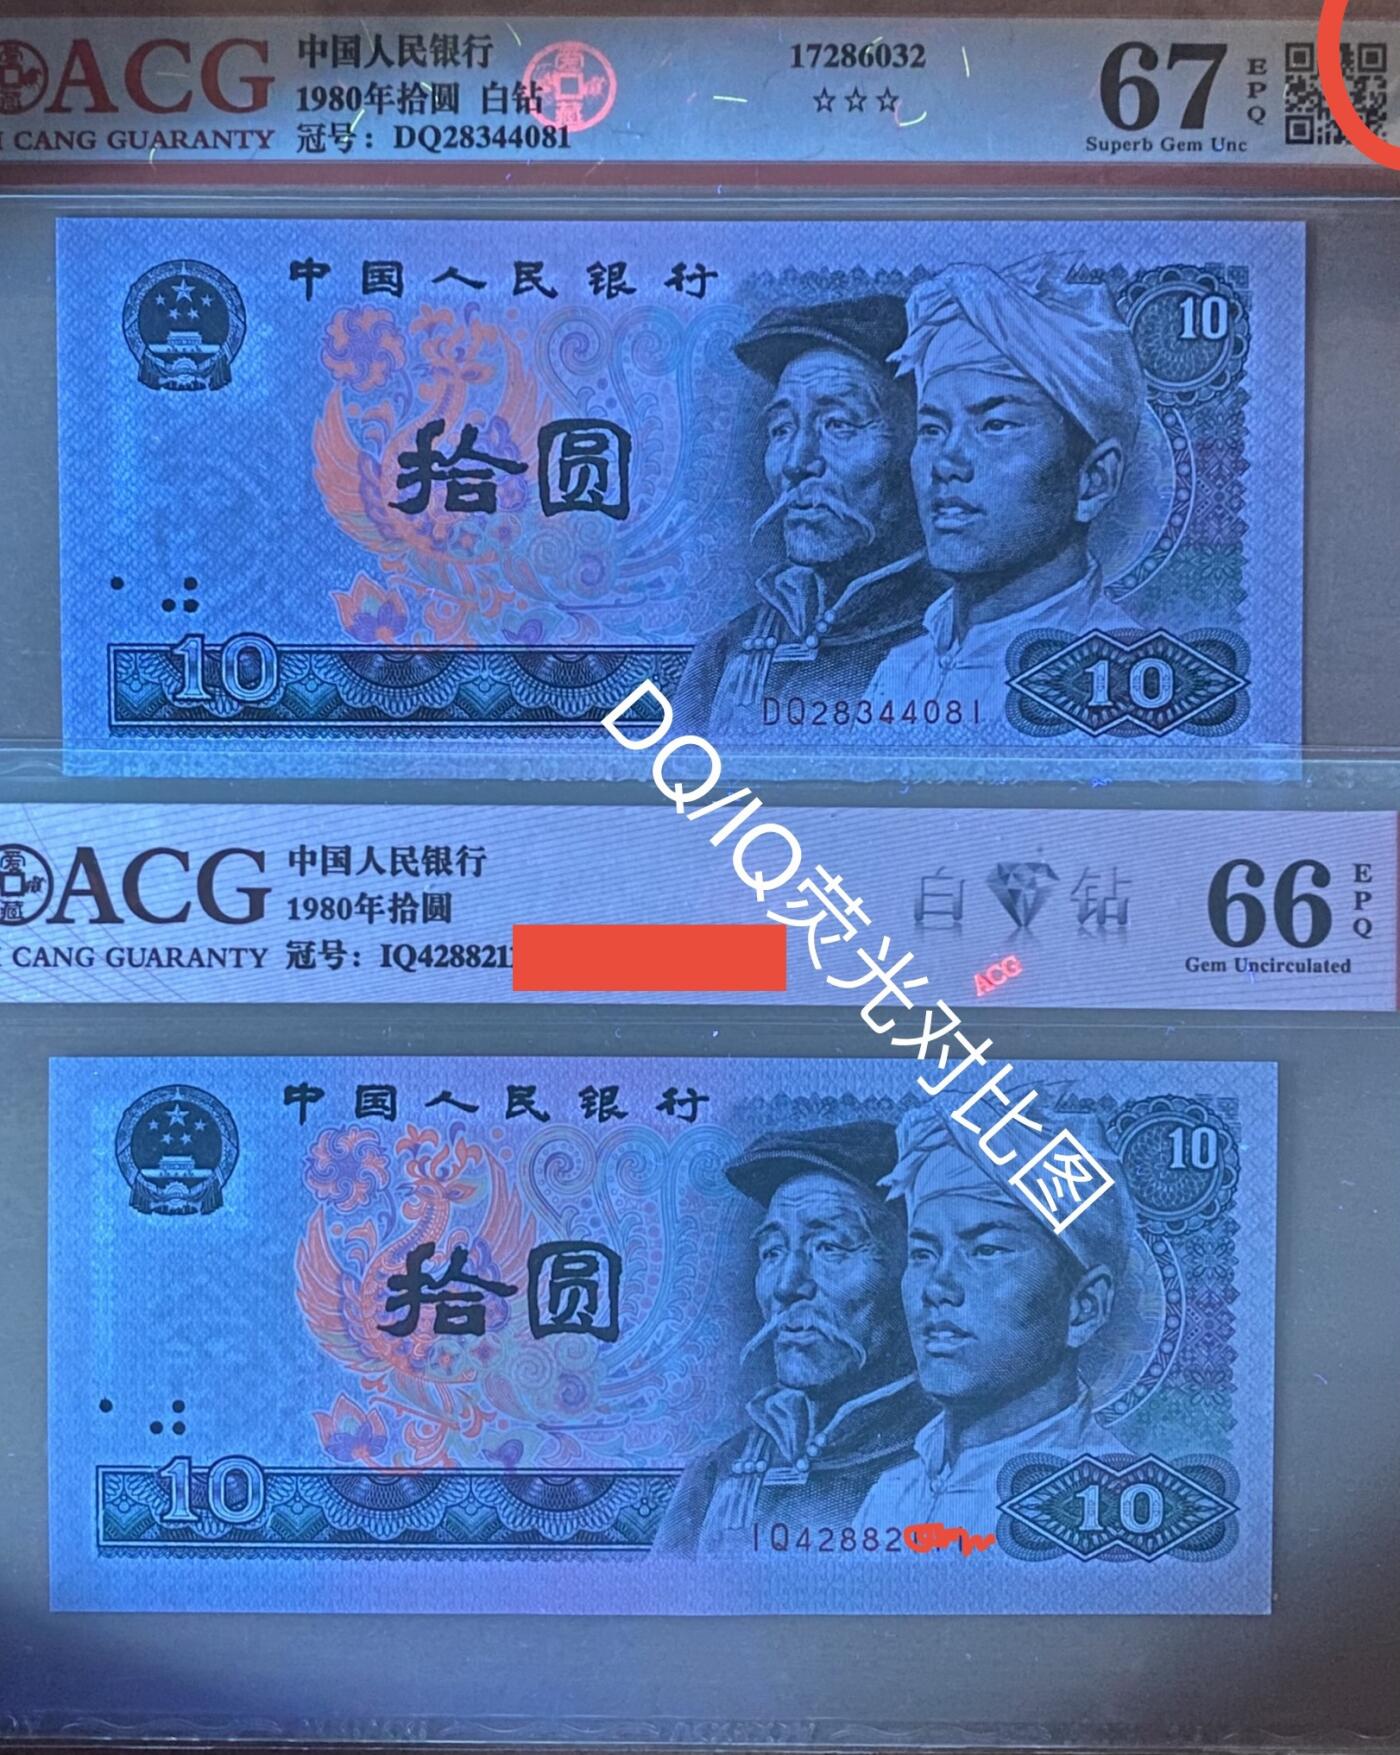 ACG
CANG GUARANTY
中国人民银行
1980年拾圆 白钻
冠号：DQ28344081
爱藏
17286032
☆☆☆
67
EPQ
Superb Gem Unc
中国人民银行
拾圆
10
10
10
DQ28344081
DQ/IQ荧光对比图
爱藏
ACG
CANG GUARANTY
中国人民银行
1980年拾圆
冠号：IQ428821
白钻
ACG
66
EPQ
Gem Uncirculated
中国人民银行
拾圆
10
10
10
IQ42882